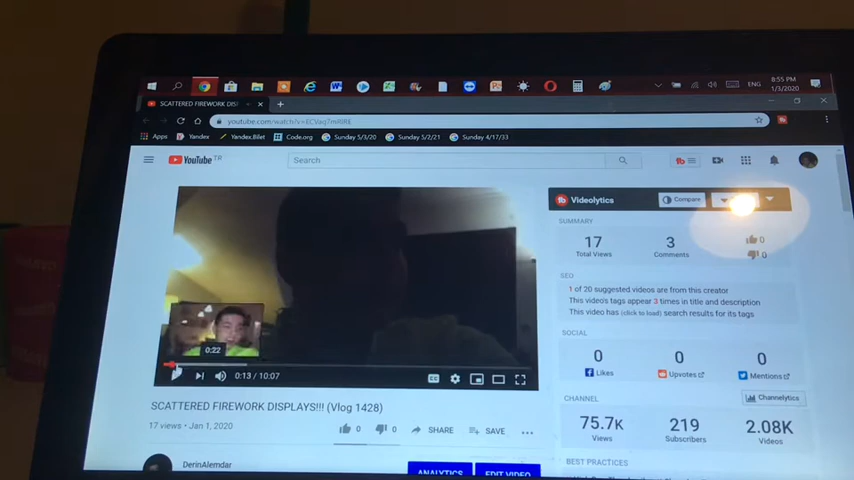 ENG
8:55 PM
1/3/2020
SCATTERED FIREWORK DISI
Apps Yandex Yandex.Bilet Code.org Sunday 5/3/20 Sunday 5/2/21 Sunday 4/17/33
YouTube TR
Search
Videolytics
Compare
SUMMARY
17 3 0
Total Views Comments 0
SEO
1 of 20 suggested videos are from this creator
This video's tags appear 3 times in title and description
This video has (click to load) search results for its tags
SOCIAL
0 0 0
Likes Upvotes Mentions
CHANNEL
Channelytics
75.7K 219 2.08K
Views Subscribers Videos
BEST PRACTICES
0:22
0:13 / 10:07
SCATTERED FIREWORK DISPLAYS!!! (Vlog 1428)
17 views • Jan 1, 2020
0 0 SHARE SAVE
DerinAlemdar
ANALYTICS EDIT VIDEO